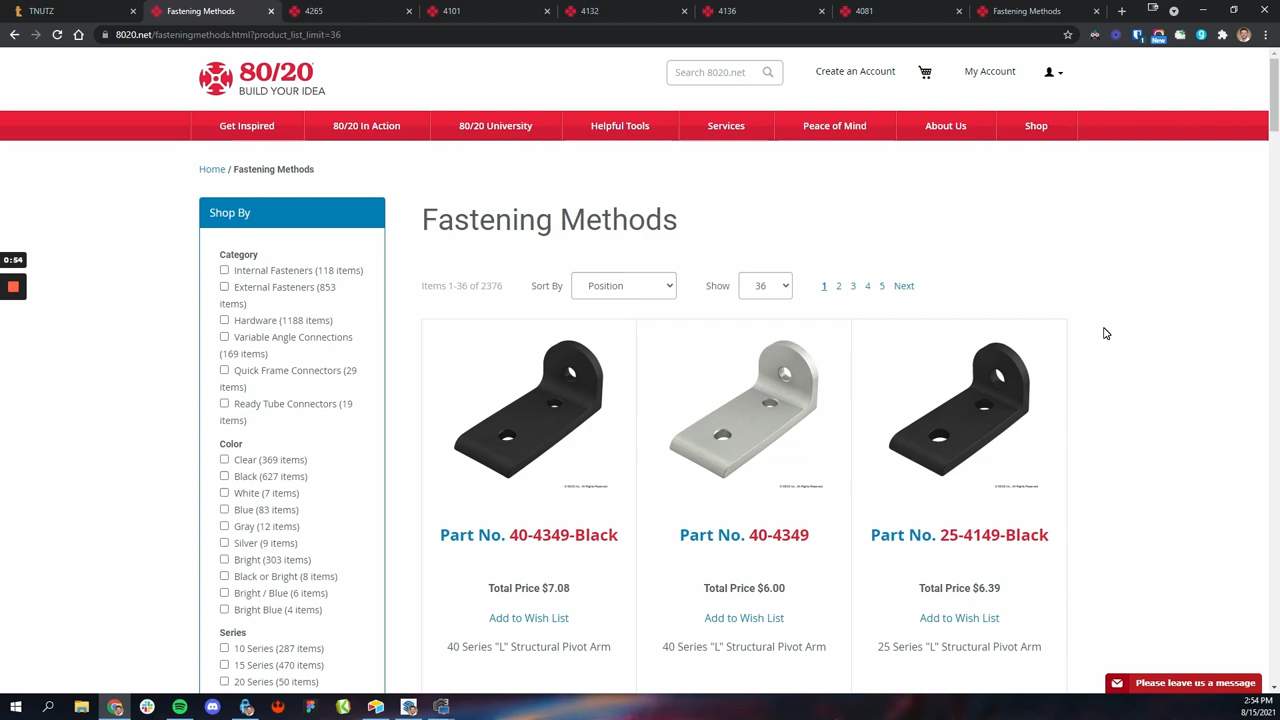 TNUTZ
4265
4101
4132
4136
4081
Fastening Methods
8020.net/fasteningmethods.html?product_list_limit=36
New
80/20
BUILD YOUR IDEA
Search 8020.net
Create an Account
My Account
Get Inspired
80/20 In Action
80/20 University
Helpful Tools
Services
Peace of Mind
About Us
Shop
Home / Fastening Methods
Shop By
Category
Internal Fasteners (118 items)
External Fasteners (853
items)
Hardware (1188 items)
Variable Angle Connections
(169 items)
Quick Frame Connectors (29
items)
Ready Tube Connectors (19
items)
Color
Clear (369 items)
Black (627 items)
White (7 items)
Blue (83 items)
Gray (12 items)
Silver (9 items)
Bright (303 items)
Black or Bright (8 items)
Bright / Blue (6 items)
Bright Blue (4 items)
Series
10 Series (287 items)
15 Series (470 items)
20 Series (50 items)
0:54
Fastening Methods
Items 1-36 of 2376
Sort By
Position
Show
36
1 2 3 4 5 Next
Part No. 40-4349-Black
Total Price $7.08
Add to Wish List
40 Series "L" Structural Pivot Arm
Part No. 40-4349
Total Price $6.00
Add to Wish List
40 Series "L" Structural Pivot Arm
Part No. 25-4149-Black
Total Price $6.39
Add to Wish List
25 Series "L" Structural Pivot Arm
Please leave us a message
2:54 PM
8/15/2021